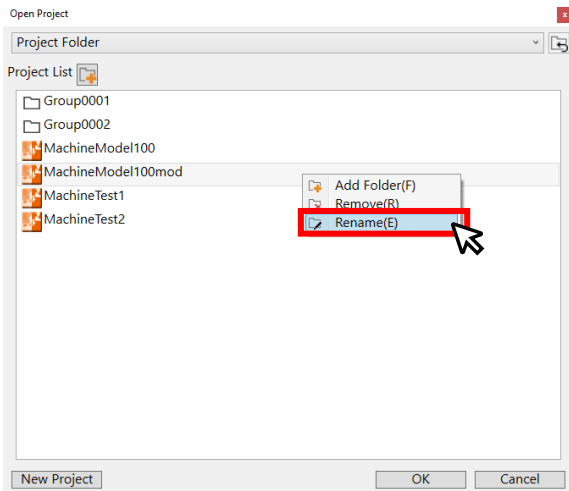 Open Project
x
Project Folder
Project List
Group0001
Group0002
MachineModel100
MachineModel100mod
MachineTest1
MachineTest2
Add Folder(F)
Remove(R)
Rename(E)
New Project
OK
Cancel